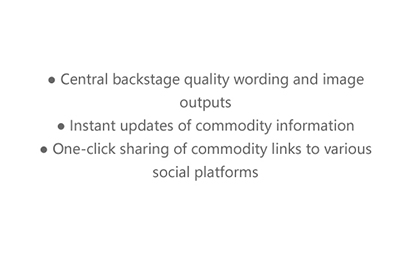 ● Central backstage quality wording and image
outputs
● Instant updates of commodity information
● One-click sharing of commodity links to various
social platforms